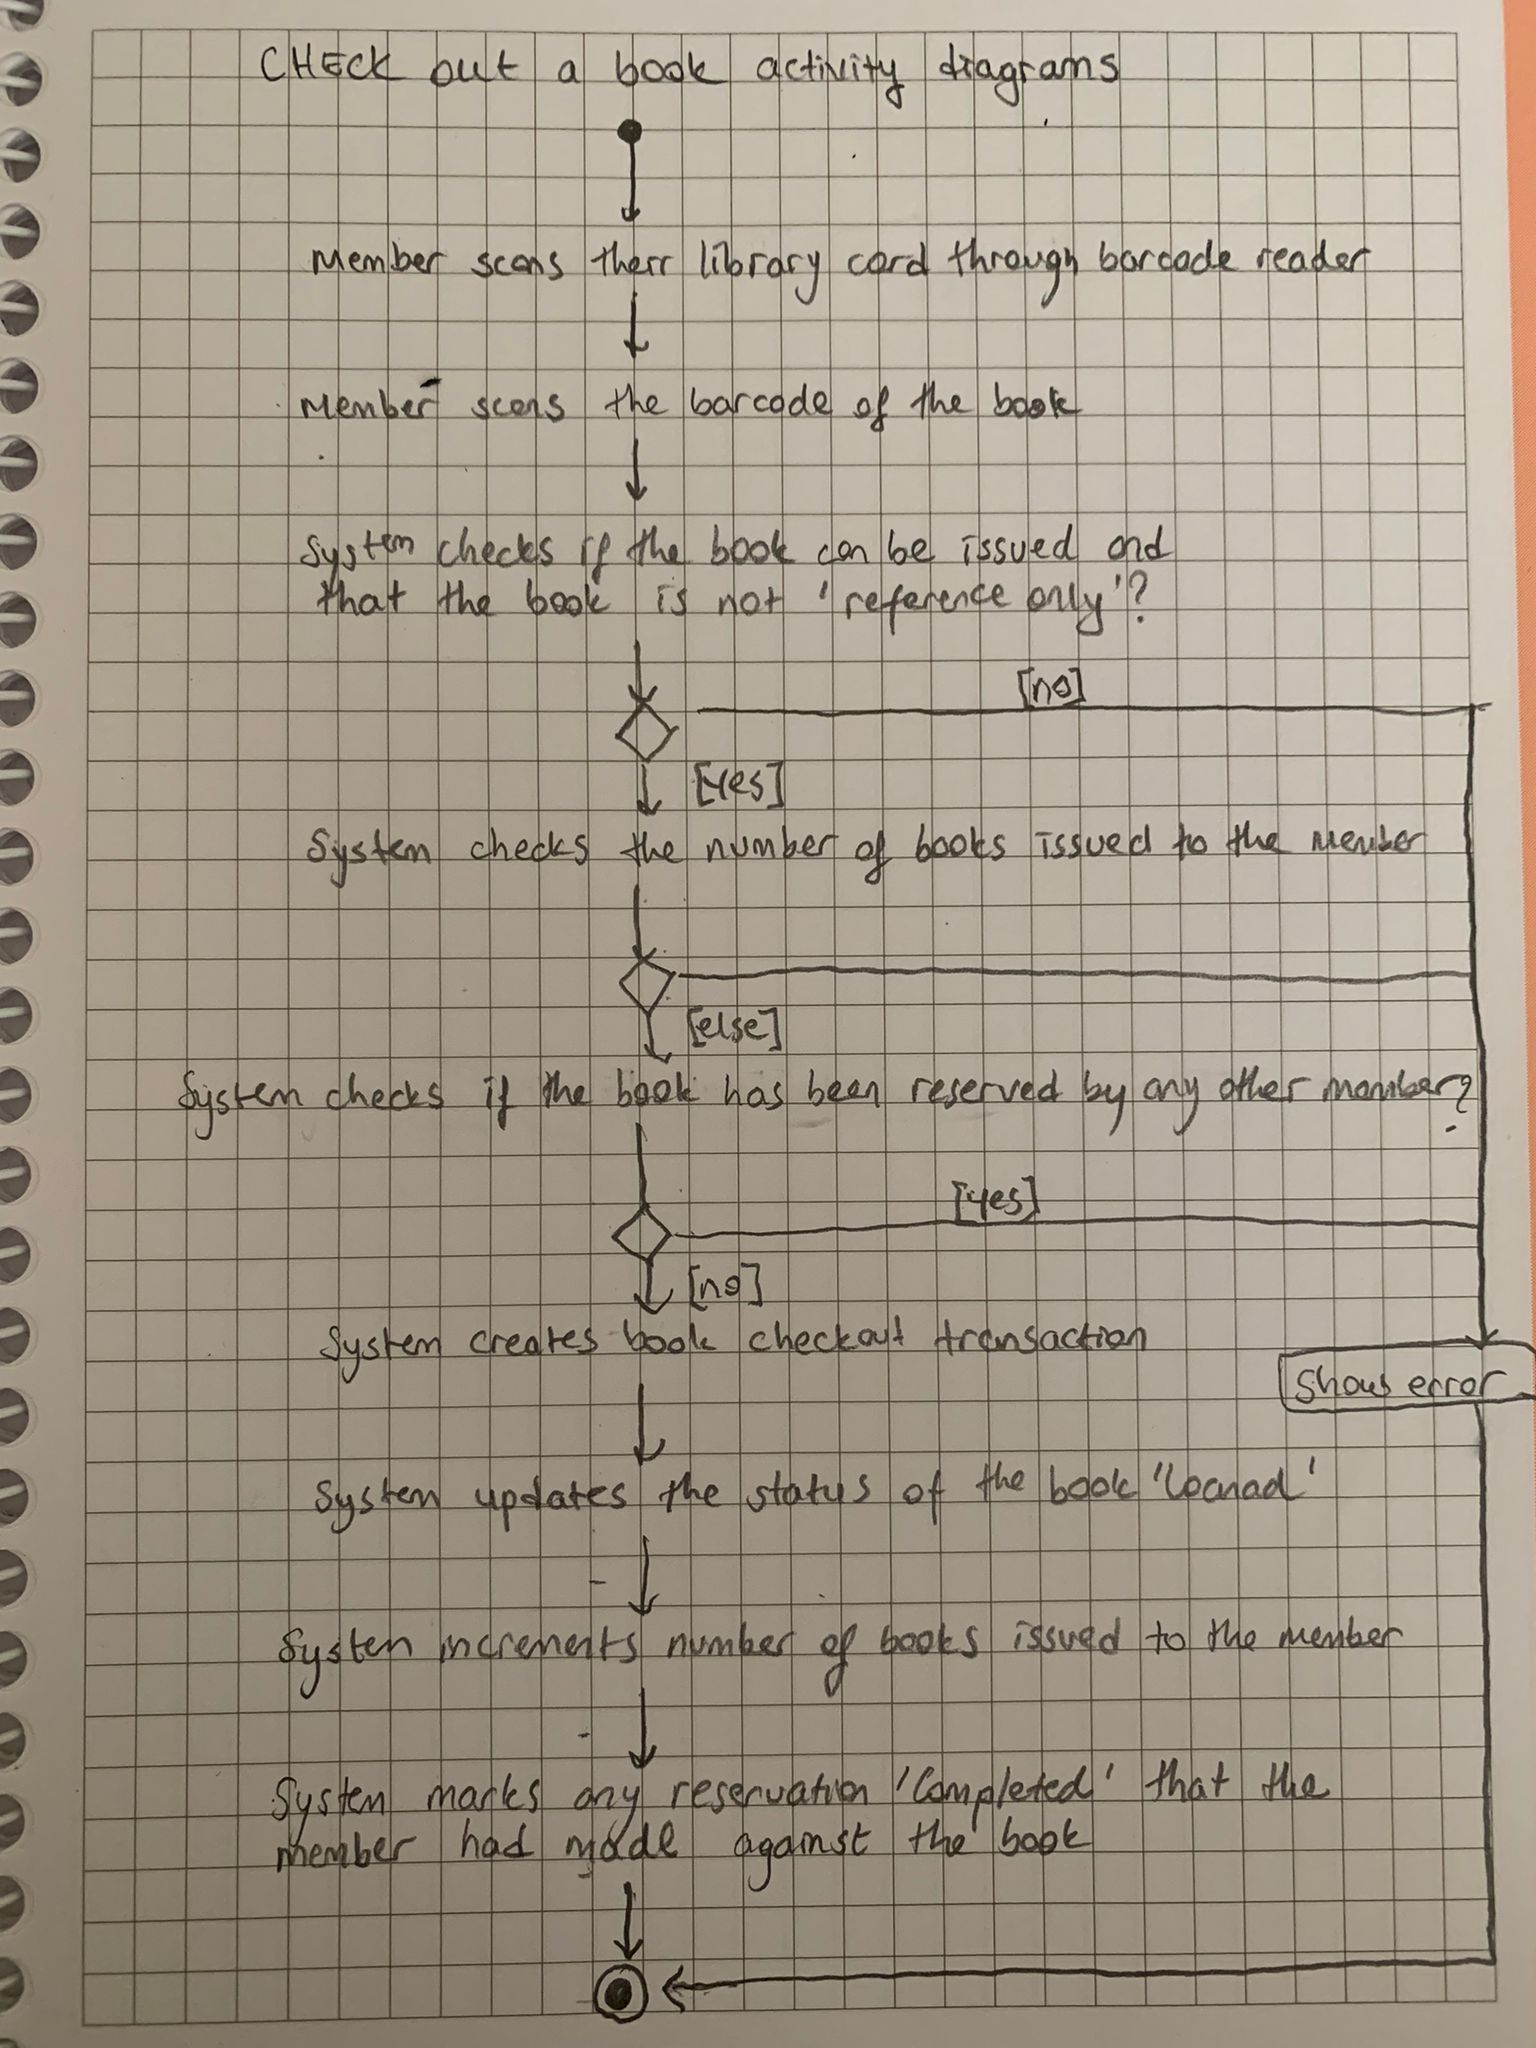 CHECK out a book activity diagrams
Member scans their library card through barcode reader
Member scans the barcode of the book
System checks if the book can be issued and
that the book is not 'reference only'?
[no]
[Yes]
System checks the number of books issued to the member
[else]
System checks if the book has been reserved by any other member?
[Yes]
[no]
System creates book checkout transaction
Show error
System updates the status of the book 'loanad'
System increments number of books issued to the member
System marks any reservation 'Completed' that the
member had made against the book